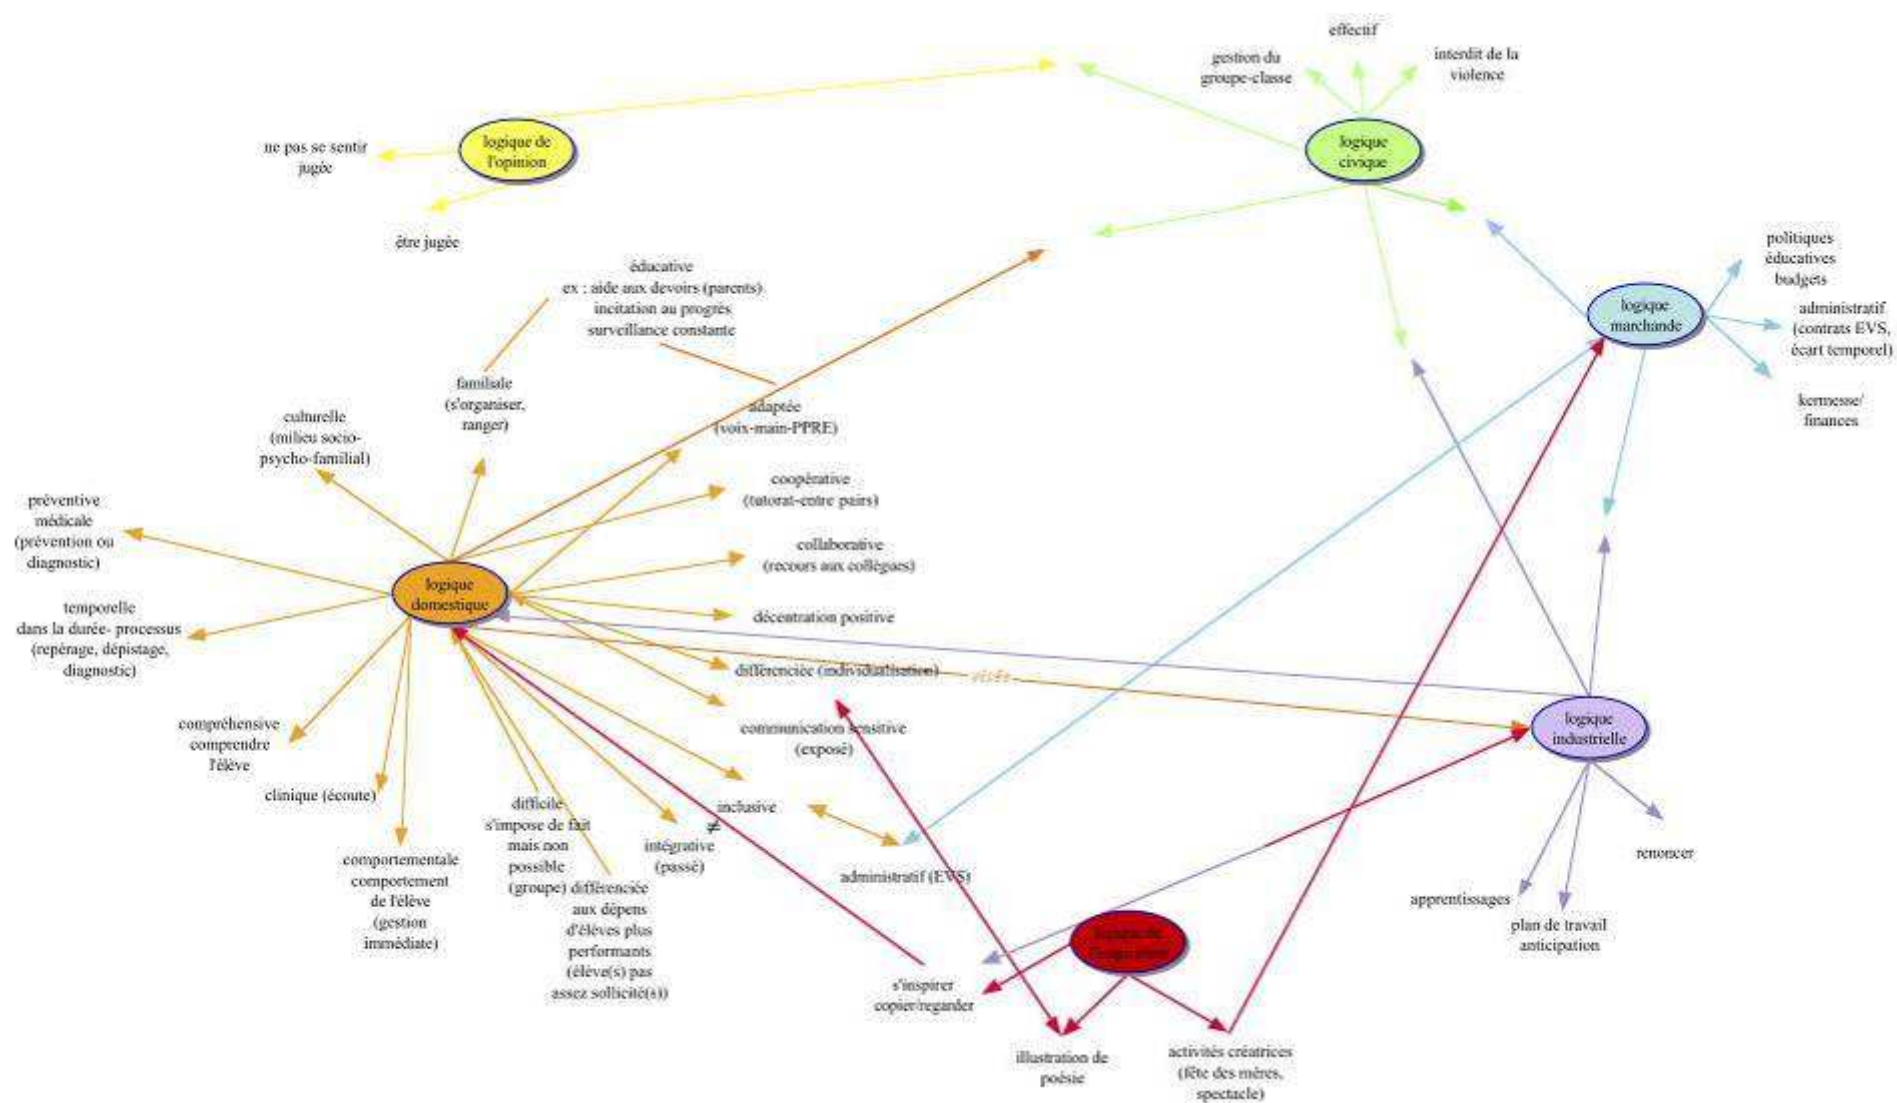 effectif
gestion du
groupe-classe
interdit de la
violence
logique de
l'opinion
logique
civique
ne pas se sentir
jugée
être jugée
politiques
éducatives
budgets
logique
marchande
administratif
(contrats EVS,
écart temporel)
kermesse/
finances
éducative
ex : aide aux devoirs (parents)
incitation au progrès
surveillance constante
familiale
(s'organiser,
ranger)
culturelle
(milieu socio-
psycho-familial)
adaptée
(voix-main-PPRE)
coopérative
(tutorat-entre pairs)
préventive
médicale
(prévention ou
diagnostic)
collaborative
(recours aux collègues)
logique
domestique
décentration positive
temporelle
dans la durée- processus
(repérage, dépistage,
diagnostic)
différenciée (individualisation)
visée
communication sensitive
(exposé)
logique
industrielle
compréhensive
comprendre
l'élève
clinique (écoute)
inclusive
≠
intégrative
(passé)
difficile
s'impose de fait
mais non
possible
(groupe)
différenciée
aux dépens
d'élèves plus
performants
(élève(s) pas
assez sollicité(s))
comportementale
comportement
de l'élève
(gestion
immédiate)
administratif (EVS)
renoncer
apprentissages
plan de travail
anticipation
logique de
l'inspiration
s'inspirer
copier/regarder
illustration de
poésie
activités créatrices
(fête des mères,
spectacle)